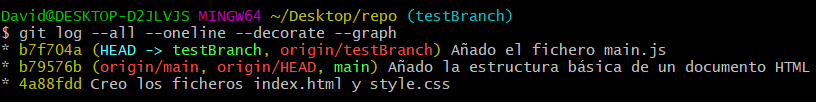 David@DESKTOP-D2JLVJS MINGW64 ~/Desktop/repo (testBranch)
$ git log --all --oneline --decorate --graph
* b7f704a (HEAD -> testBranch, origin/testBranch) Añado el fichero main.js
* b79576b (origin/main, origin/HEAD, main) Añado la estructura básica de un documento HTML
* 4a88fdd Creo los ficheros index.html y style.css